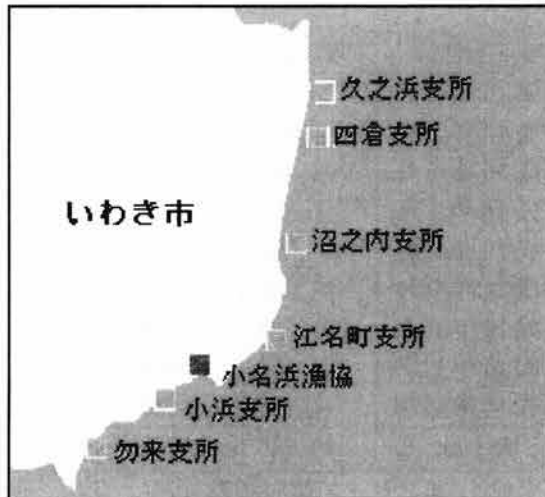 久之浜支所
四倉支所
いわき市
沼之内支所
江名町支所
小名浜漁協
小浜支所
勿来支所